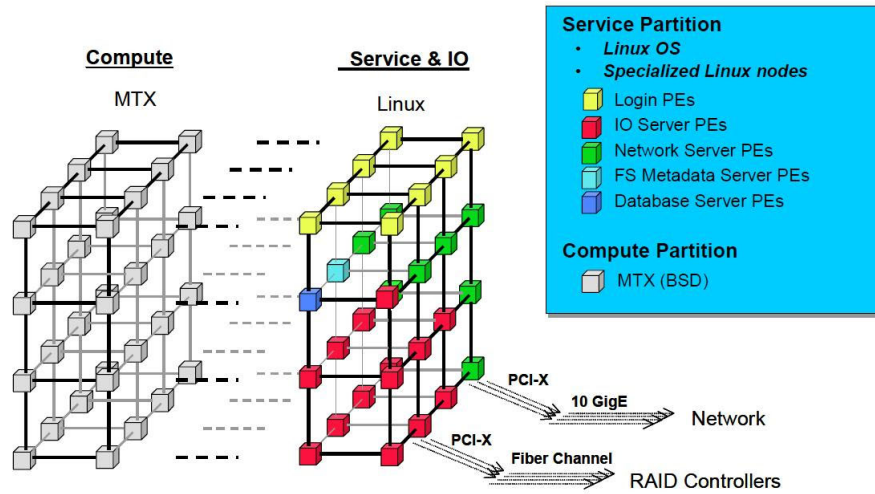 Compute
MTX
Service & IO
Linux
Service Partition
• Linux OS
• Specialized Linux nodes
Login PEs
IO Server PEs
Network Server PEs
FS Metadata Server PEs
Database Server PEs
Compute Partition
MTX (BSD)
PCI-X
10 GigE
Network
PCI-X
Fiber Channel
RAID Controllers